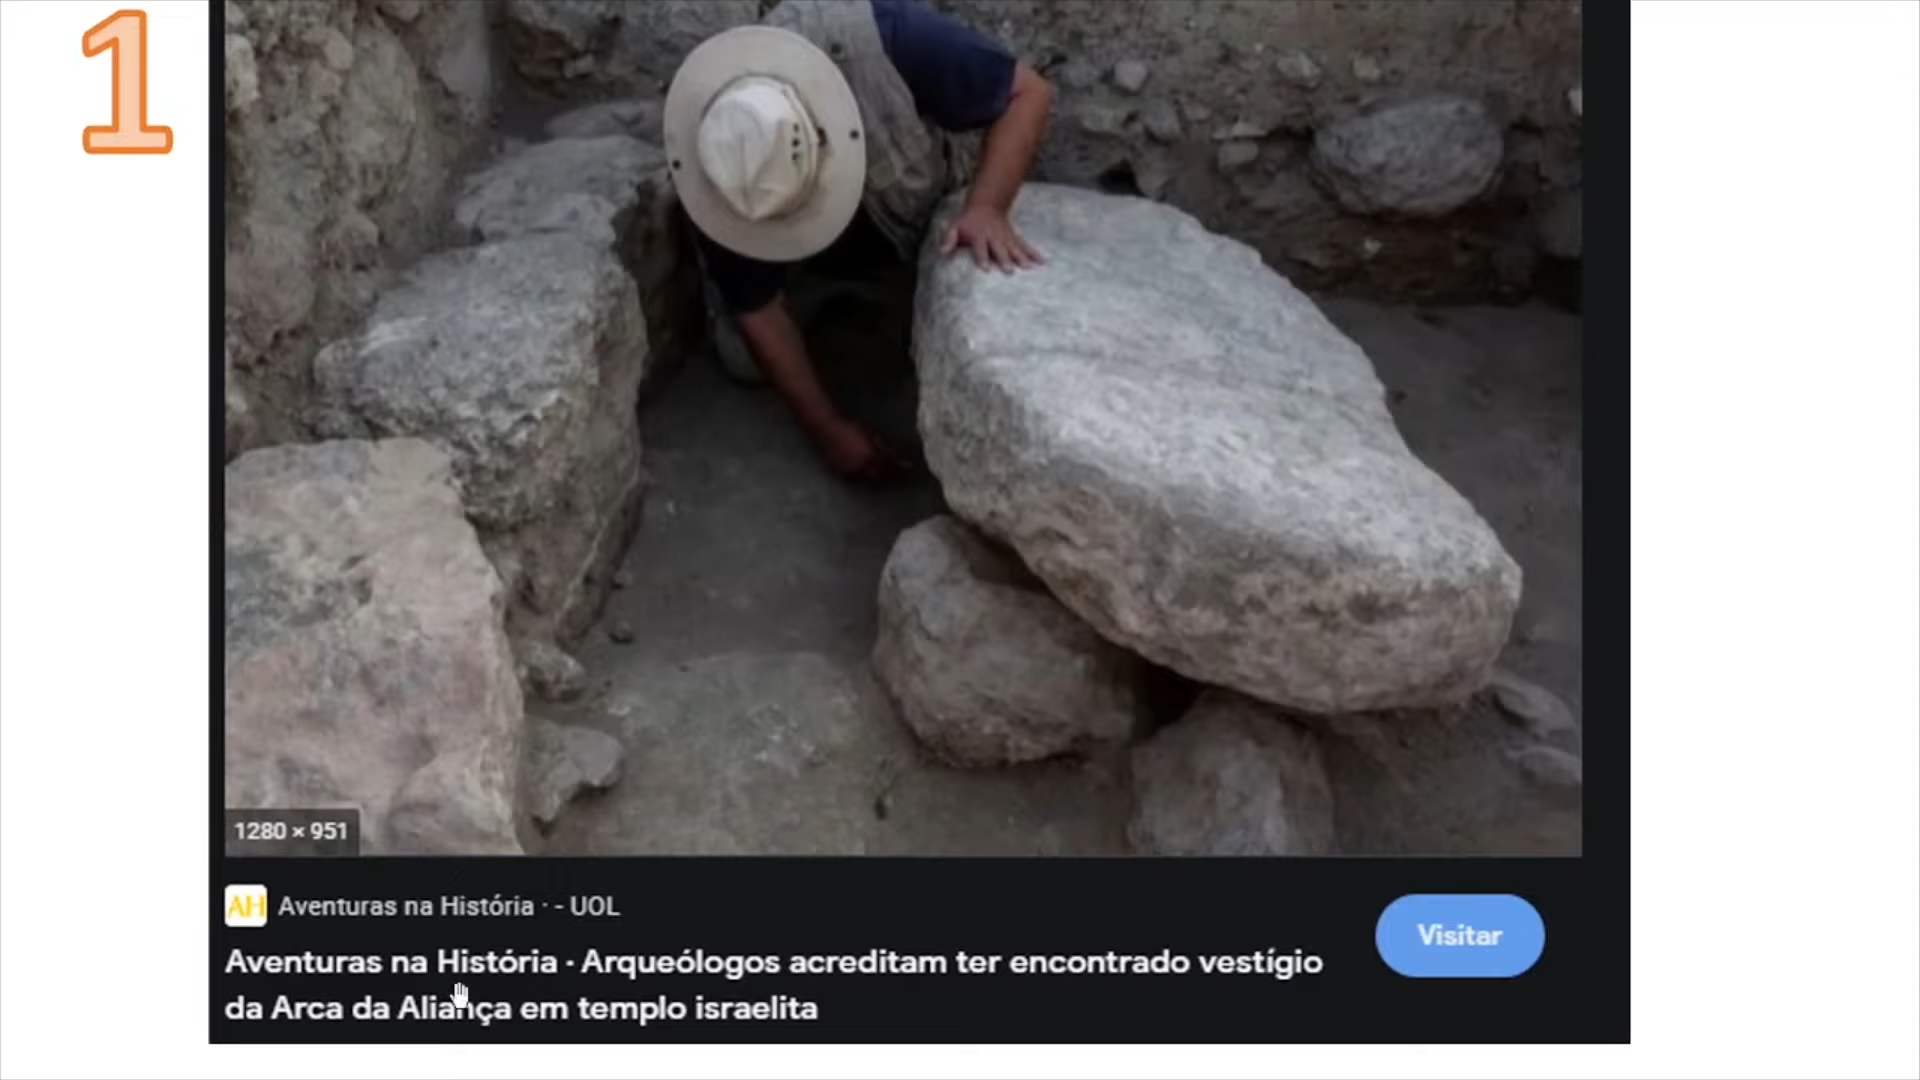 1
1280 × 951
AH Aventuras na História · - UOL
Visitar
Aventuras na História · Arqueólogos acreditam ter encontrado vestígio
da Arca da Aliança em templo israelita